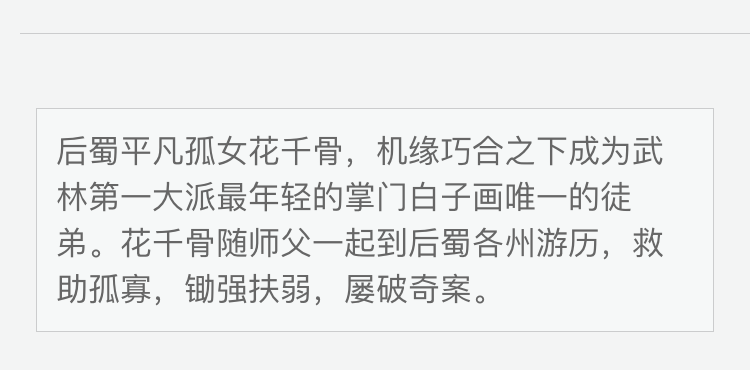 后蜀平凡孤女花千骨，机缘巧合之下成为武
林第一大派最年轻的掌门白子画唯一的徒
弟。花千骨随师父一起到后蜀各州游历，救
助孤寡，锄强扶弱，屡破奇案。